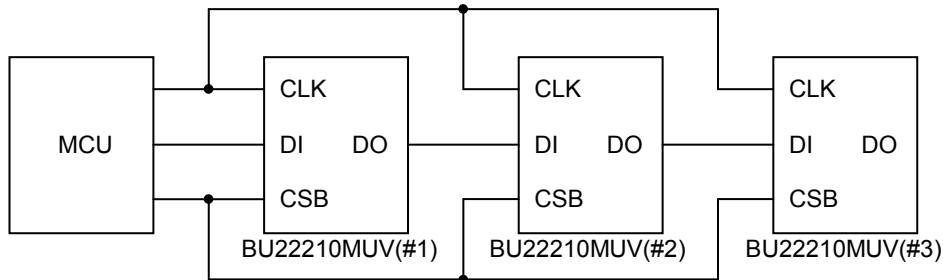 CLK
CLK
CLK
MCU
DI
DO
DI
DO
DI
DO
CSB
CSB
CSB
BU22210MUV(#1)
BU22210MUV(#2)
BU22210MUV(#3)